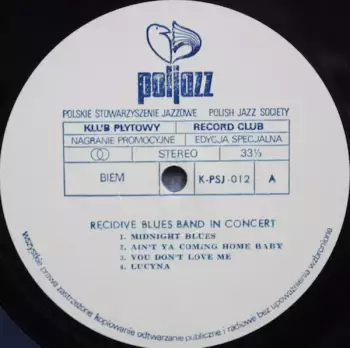 poljazz
POLSKIE STOWARZYSZENIE JAZZOWE POLISH JAZZ SOCIETY
KLUB PŁYTOWY RECORD CLUB
NAGRANIE PROMOCYJNE EDYCJA SPECJALNA
STEREO 33⅓
BIEM K-PSJ-012 A
RECIDIVE BLUES BAND IN CONCERT
1. MIDNIGHT BLUES
2. AIN'T YA COMING HOME BABY
3. YOU DON'T LOVE ME
4. LUCYNA
Wszystkie prawa zastrzeżone kopiowanie odtwarzanie publiczne i radiowe bez upoważnienia wzbronione